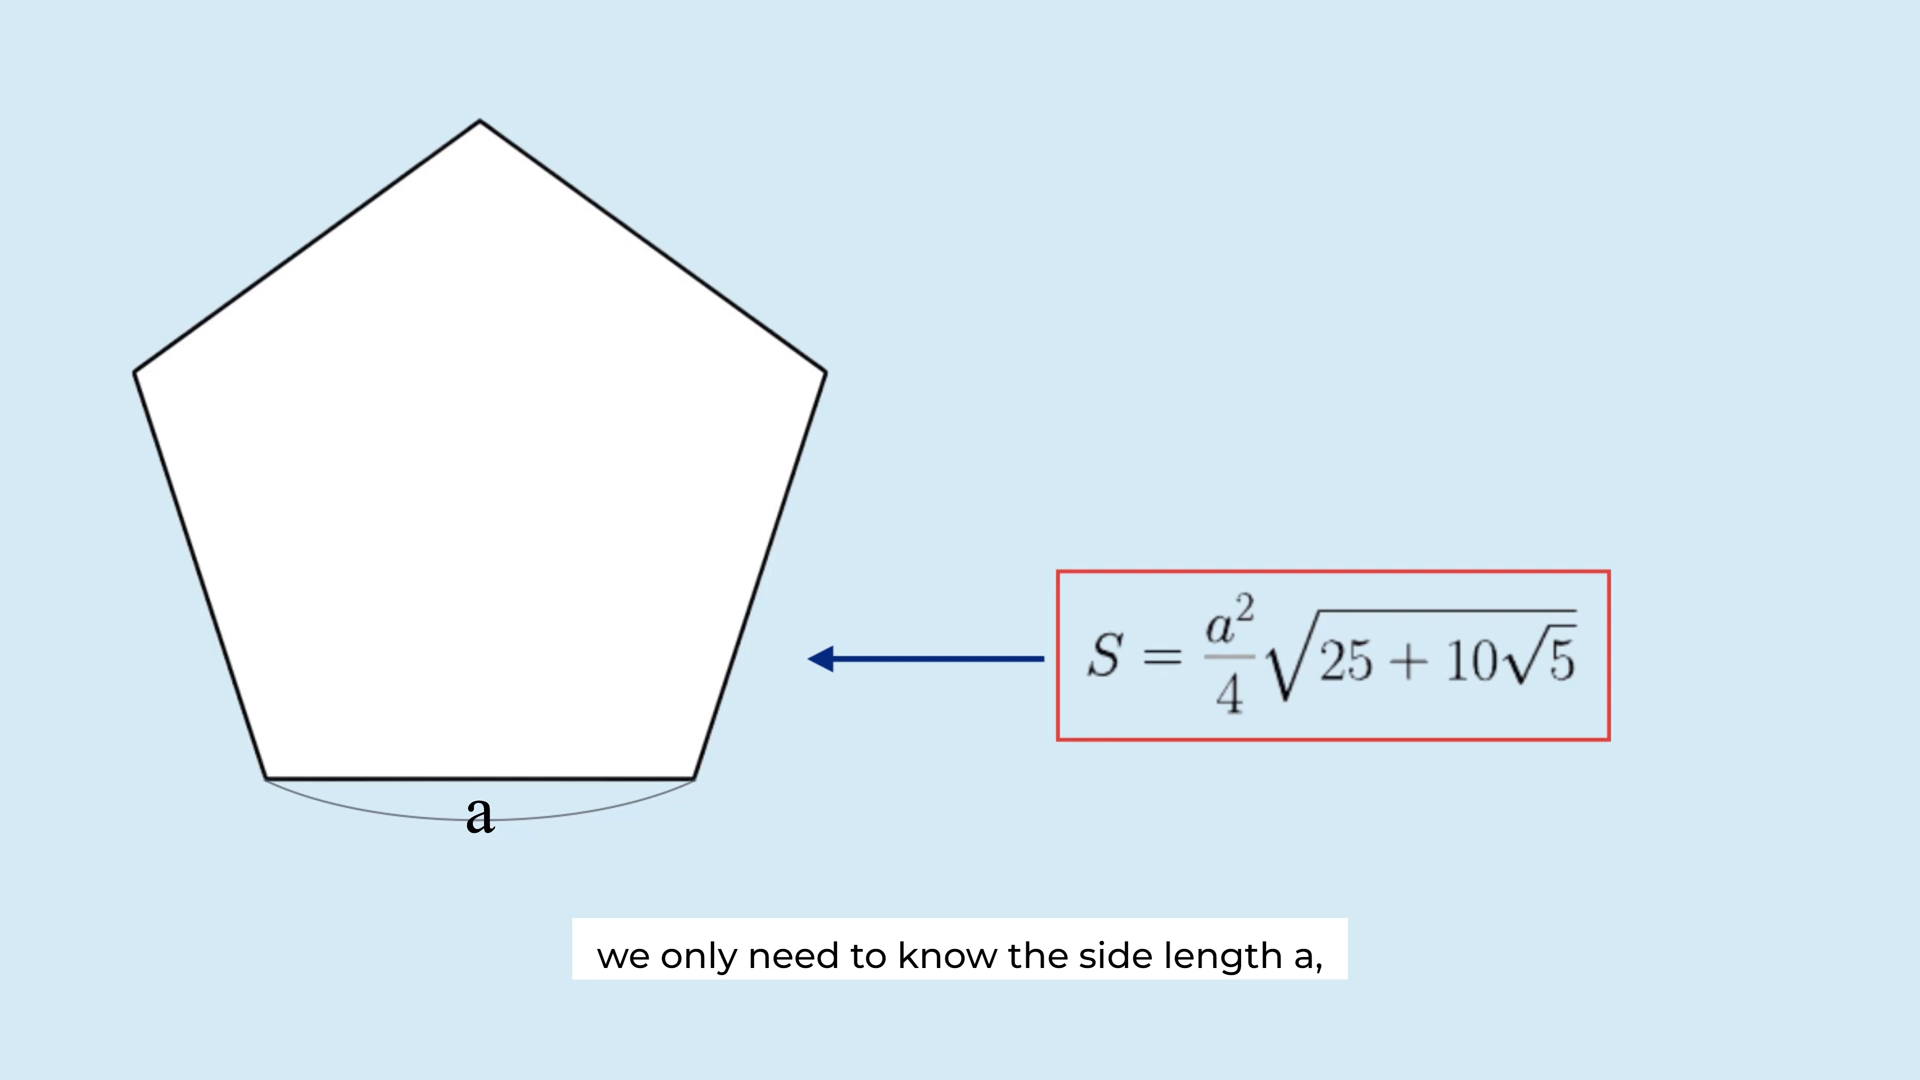 S = a²/4 √(25 + 10√5)
a
we only need to know the side length a,